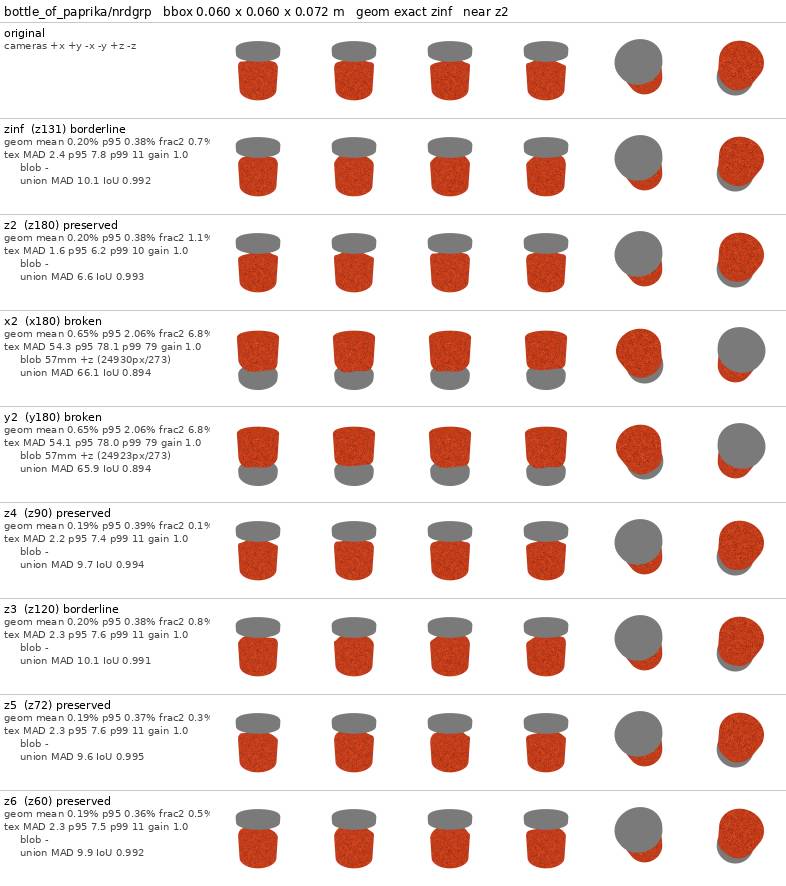 bottle_of_paprika/nrdgrp bbox 0.060 x 0.060 x 0.072 m geom exact zinf near z2
original
cameras +x +y -x -y +z -z
zinf (z131) borderline
geom mean 0.20% p95 0.38% frac2 0.7%
tex MAD 2.4 p95 7.8 p99 11 gain 1.0
blob -
union MAD 10.1 IoU 0.992
z2 (z180) preserved
geom mean 0.20% p95 0.38% frac2 1.1%
tex MAD 1.6 p95 6.2 p99 10 gain 1.0
blob -
union MAD 6.6 IoU 0.993
x2 (x180) broken
geom mean 0.65% p95 2.06% frac2 6.8%
tex MAD 54.3 p95 78.1 p99 79 gain 1.0
blob 57mm +z (24930px/273)
union MAD 66.1 IoU 0.894
y2 (y180) broken
geom mean 0.65% p95 2.06% frac2 6.8%
tex MAD 54.1 p95 78.0 p99 79 gain 1.0
blob 57mm +z (24923px/273)
union MAD 65.9 IoU 0.894
z4 (z90) preserved
geom mean 0.19% p95 0.39% frac2 0.1%
tex MAD 2.2 p95 7.4 p99 11 gain 1.0
blob -
union MAD 9.7 IoU 0.994
z3 (z120) borderline
geom mean 0.20% p95 0.38% frac2 0.8%
tex MAD 2.3 p95 7.6 p99 11 gain 1.0
blob -
union MAD 10.1 IoU 0.991
z5 (z72) preserved
geom mean 0.19% p95 0.37% frac2 0.3%
tex MAD 2.3 p95 7.6 p99 11 gain 1.0
blob -
union MAD 9.6 IoU 0.995
z6 (z60) preserved
geom mean 0.19% p95 0.36% frac2 0.5%
tex MAD 2.3 p95 7.5 p99 11 gain 1.0
blob -
union MAD 9.9 IoU 0.992